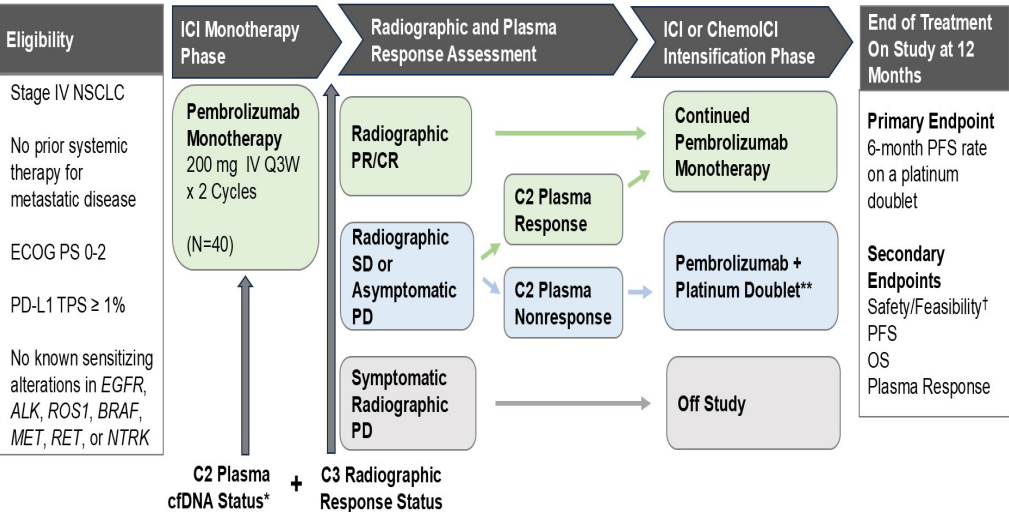 Eligibility
Stage IV NSCLC
No prior systemic
therapy for
metastatic disease
ECOG PS 0-2
PD-L1 TPS ≥ 1%
No known sensitizing
alterations in EGFR,
ALK, ROS1, BRAF,
MET, RET, or NTRK
ICI Monotherapy
Phase
Pembrolizumab
Monotherapy
200 mg IV Q3W
x 2 Cycles
(N=40)
C2 Plasma
cfDNA Status*
+
C3 Radiographic
Response Status
Radiographic and Plasma
Response Assessment
Radiographic
PR/CR
Radiographic
SD or
Asymptomatic
PD
Symptomatic
Radiographic
PD
C2 Plasma
Response
C2 Plasma
Nonresponse
ICI or ChemoICI
Intensification Phase
Continued
Pembrolizumab
Monotherapy
Pembrolizumab +
Platinum Doublet**
Off Study
End of Treatment
On Study at 12
Months
Primary Endpoint
6-month PFS rate
on a platinum
doublet
Secondary
Endpoints
Safety/Feasibility†
PFS
OS
Plasma Response